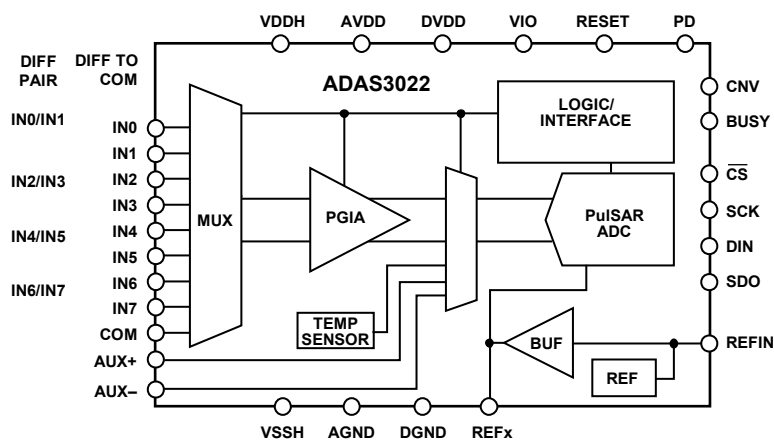 VDDH
AVDD
DVDD
VIO
RESET
PD
DIFF
PAIR
DIFF TO
COM
ADAS3022
LOGIC/
INTERFACE
CNV
BUSY
CS
SCK
DIN
SDO
REFIN
IN0/IN1
IN2/IN3
IN4/IN5
IN6/IN7
IN0
IN1
IN2
IN3
IN4
IN5
IN6
IN7
COM
AUX+
AUX–
MUX
PGIA
PulSAR
ADC
TEMP
SENSOR
BUF
REF
VSSH
AGND
DGND
REFx